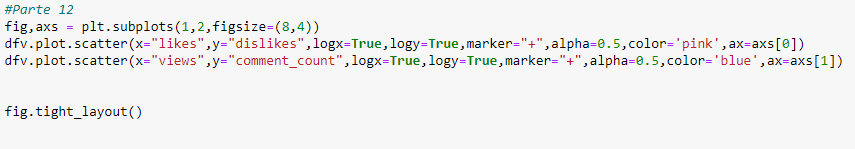 #Parte 12
fig,axs = plt.subplots(1,2,figsize=(8,4))
dfv.plot.scatter(x="likes",y="dislikes",logx=True,logy=True,marker="+",alpha=0.5,color='pink',ax=axs[0])
dfv.plot.scatter(x="views",y="comment_count",logx=True,logy=True,marker="+",alpha=0.5,color='blue',ax=axs[1])
fig.tight_layout()